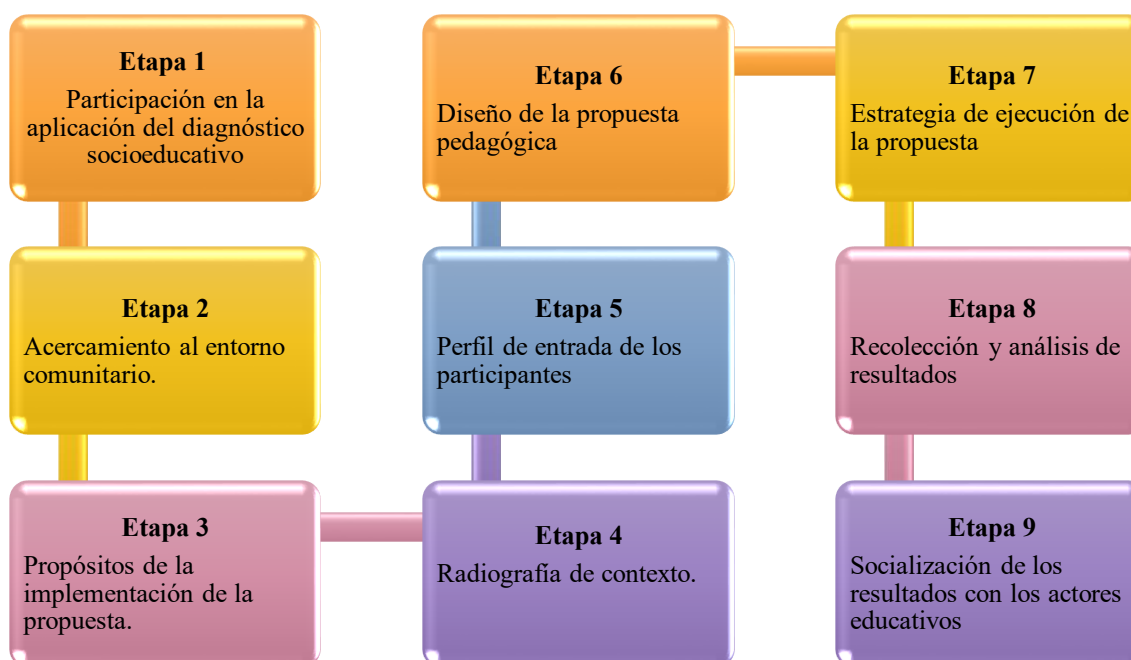 Etapa 1
Participación en la
aplicación del diagnóstico
socioeducativo
Etapa 2
Acercamiento al entorno
comunitario.
Etapa 3
Propósitos de la
implementación de la
propuesta.
Etapa 4
Radiografía de contexto.
Etapa 5
Perfil de entrada de los
participantes
Etapa 6
Diseño de la propuesta
pedagógica
Etapa 7
Estrategia de ejecución de
la propuesta
Etapa 8
Recolección y análisis de
resultados
Etapa 9
Socialización de los
resultados con los actores
educativos